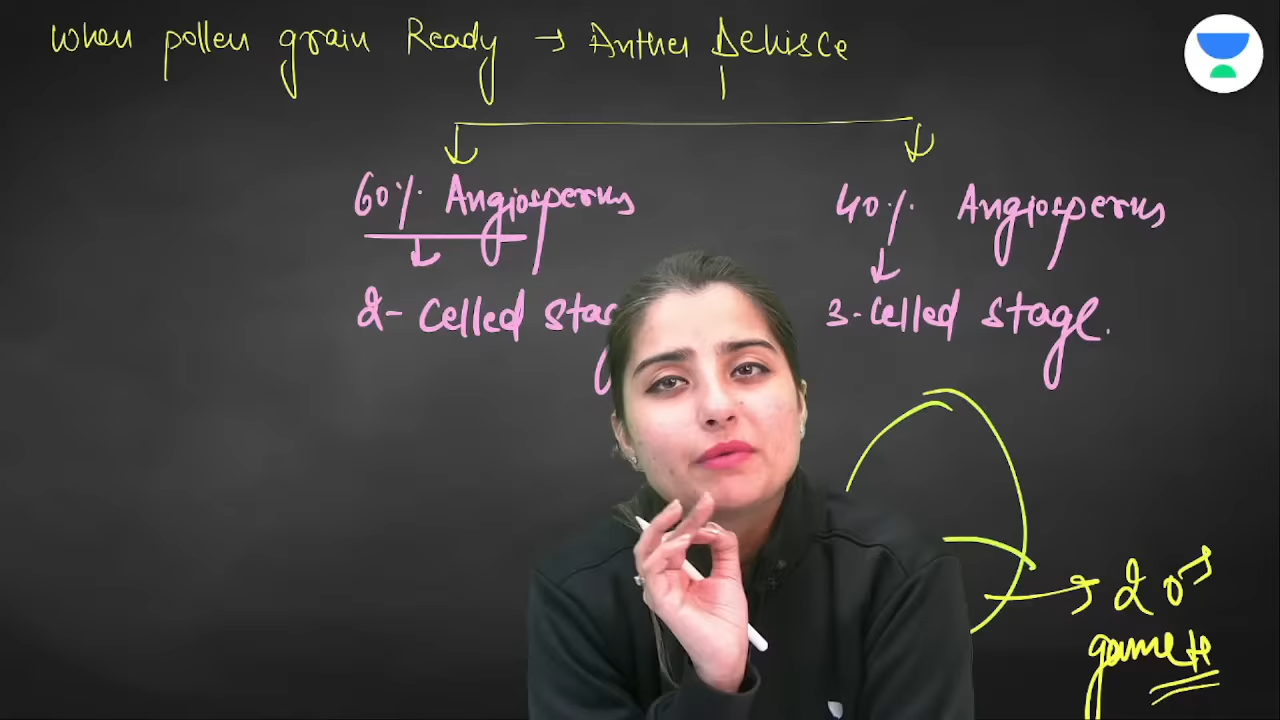 When pollen grain Ready → Anther Dehisce
60% Angiosperms
40% Angiosperms
2-Celled Stag
3-Celled Stage.
→ 2 ♂
gamete